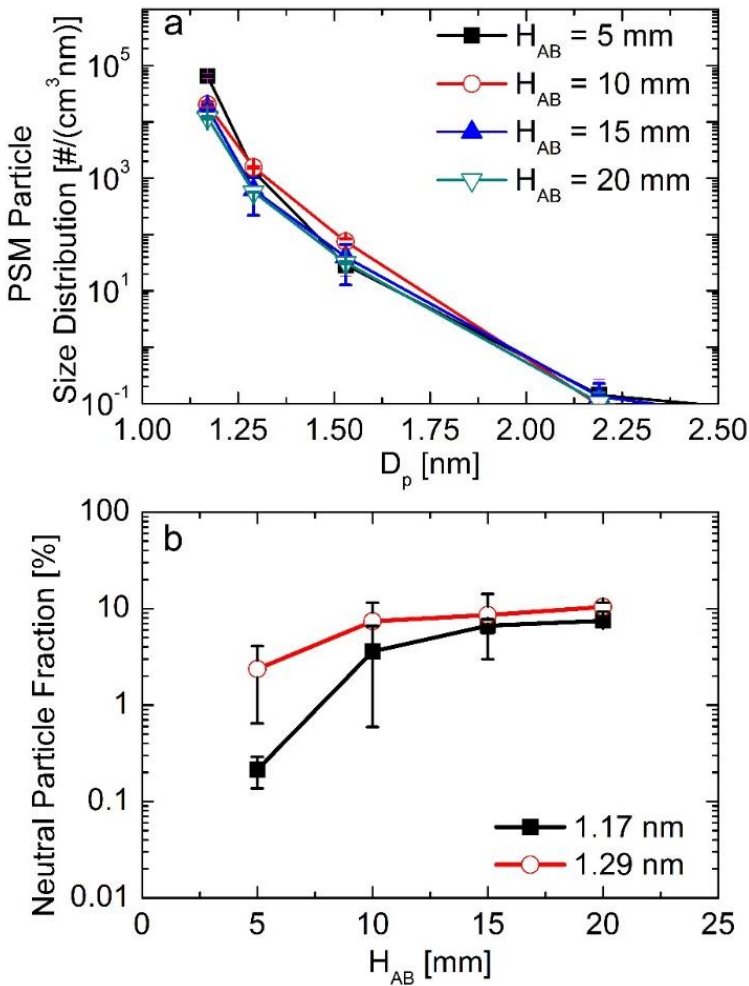 a
H_AB = 5 mm
H_AB = 10 mm
H_AB = 15 mm
H_AB = 20 mm
PSM Particle
Size Distribution [#/(cm³nm)]
10⁵
10³
10¹
10⁻¹
1.00 1.25 1.50 1.75 2.00 2.25 2.50
D_p [nm]
b
Neutral Particle Fraction [%]
100
10
1
0.1
0.01
1.17 nm
1.29 nm
0 5 10 15 20 25
H_AB [mm]